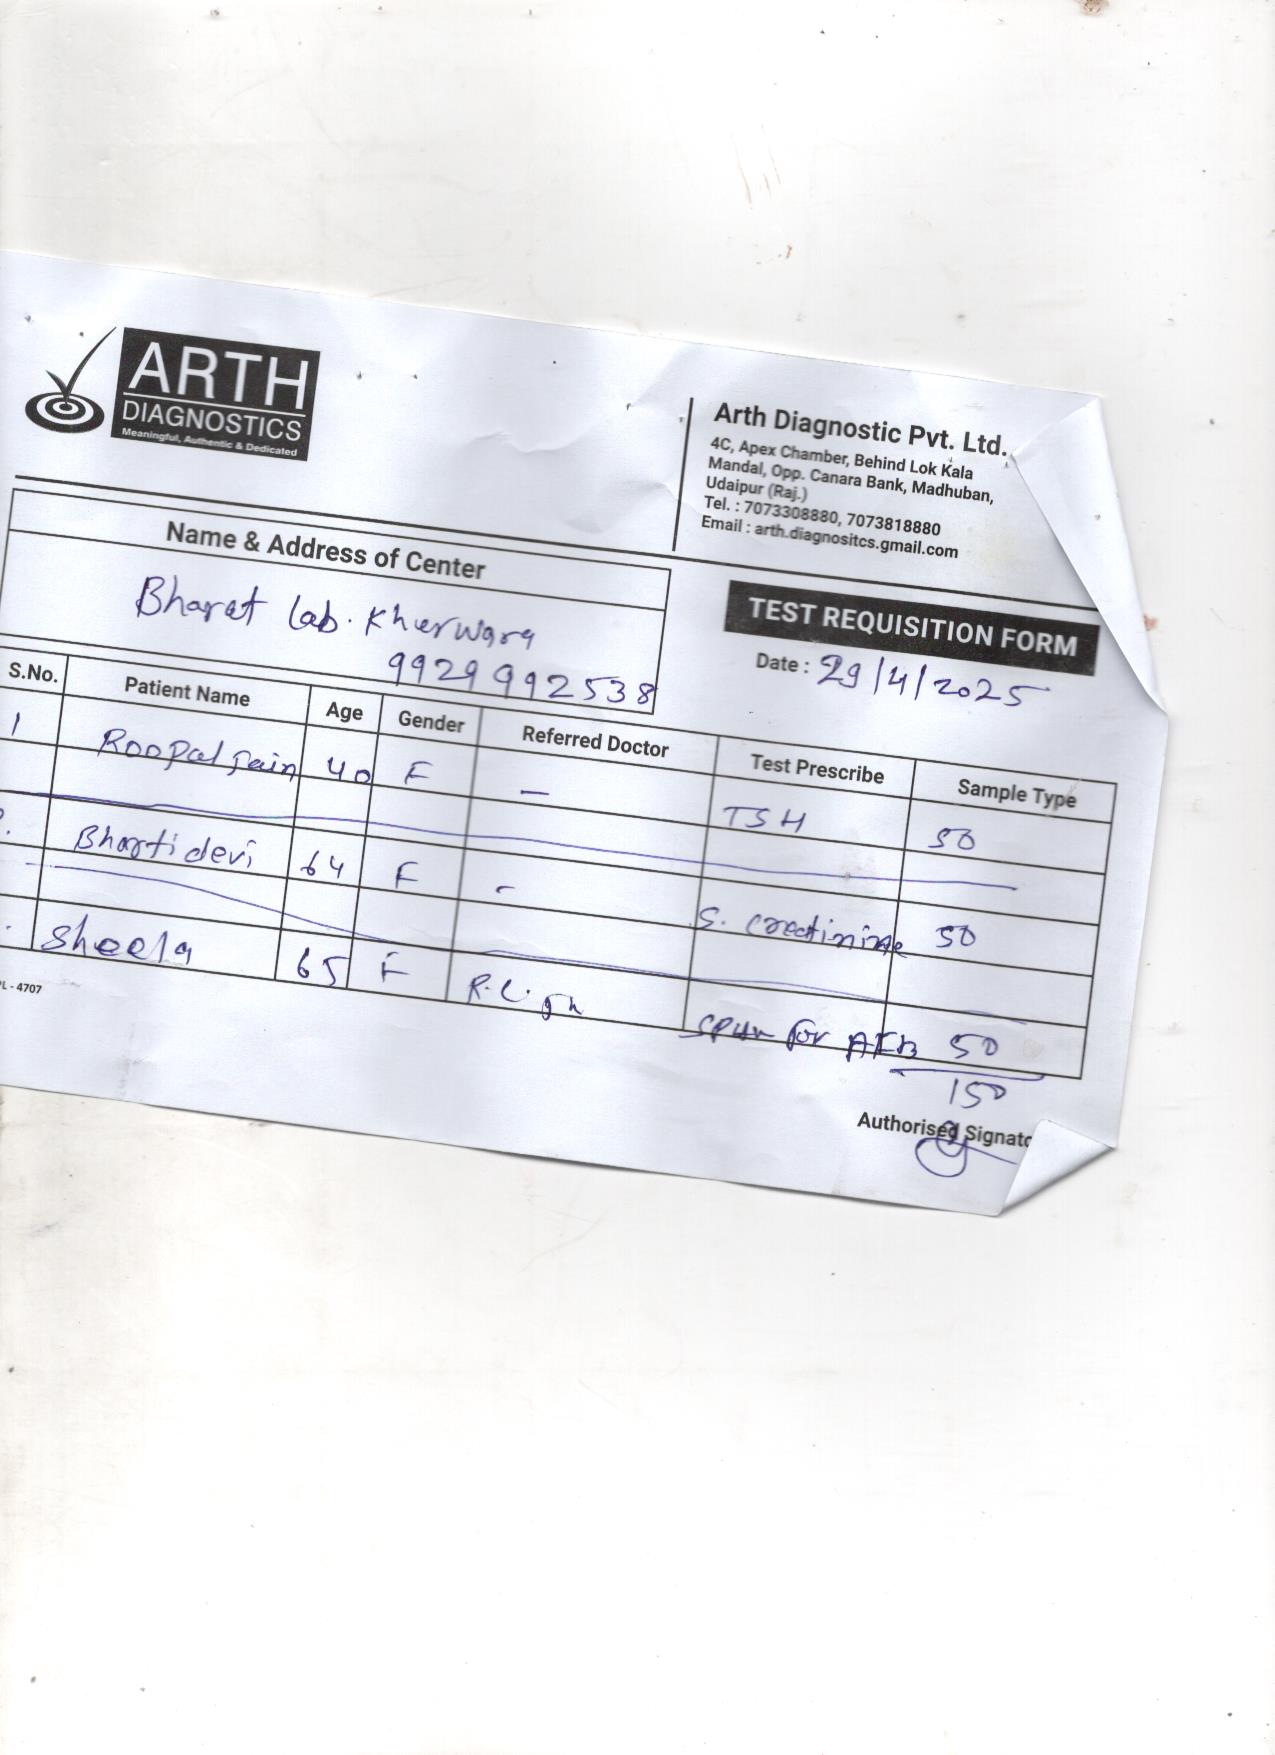 ARTH
DIAGNOSTICS
Meaningful, Authentic & Dedicated
Arth Diagnostic Pvt. Ltd.
4C, Apex Chamber, Behind Lok Kala
Mandal, Opp. Canara Bank, Madhuban,
Udaipur (Raj.)
Tel. : 7073308880, 7073818880
Email : arth.diagnositcs.gmail.com
Name & Address of Center
Bharat Lab. Kherwara
9929992538
TEST REQUISITION FORM
Date : 29/4/2025
S.No. Patient Name Age Gender Referred Doctor Test Prescribe Sample Type
1 Roopal Jain 40 F — TSH 50
Bharti devi 64 F - S. Creatinine 50
Sheela 65 F for AFB 50
150
L - 4707
Authorised Signato